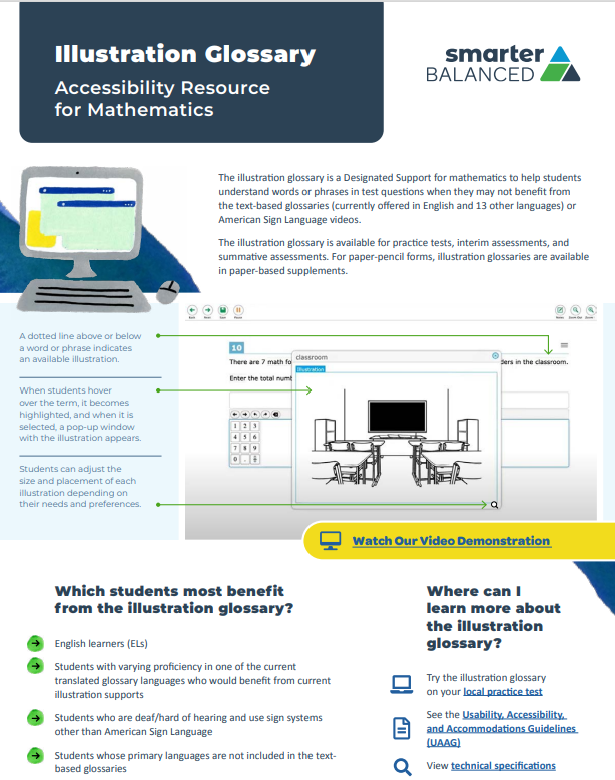 Illustration Glossary
Accessibility Resource
for Mathematics
smarter
BALANCED
The illustration glossary is a Designated Support for mathematics to help students
understand words or phrases in test questions when they may not benefit from
the text-based glossaries (currently offered in English and 13 other languages) or
American Sign Language videos.
The illustration glossary is available for practice tests, interim assessments, and
summative assessments. For paper-pencil forms, illustration glossaries are available
in paper-based supplements.
A dotted line above or below
a word or phrase indicates
an available illustration.
When students hover
over the term, it becomes
highlighted, and when it is
selected, a pop-up window
with the illustration appears.
Students can adjust the
size and placement of each
illustration depending on
their needs and preferences.
Back Next Save Pause Notes Zoom Out Zoom In
10
There are 7 math fo
ders in the classroom.
Enter the total numb
classroom
Illustration
1 2 3
4 5 6
7 8 9
0 .
Watch Our Video Demonstration
Which students most benefit
from the illustration glossary?
English learners (ELs)
Students with varying proficiency in one of the current
translated glossary languages who would benefit from current
illustration supports
Students who are deaf/hard of hearing and use sign systems
other than American Sign Language
Students whose primary languages are not included in the text-
based glossaries
Where can I
learn more about
the illustration
glossary?
Try the illustration glossary
on your local practice test
See the Usability, Accessibility,
and Accommodations Guidelines
(UAAG)
View technical specifications